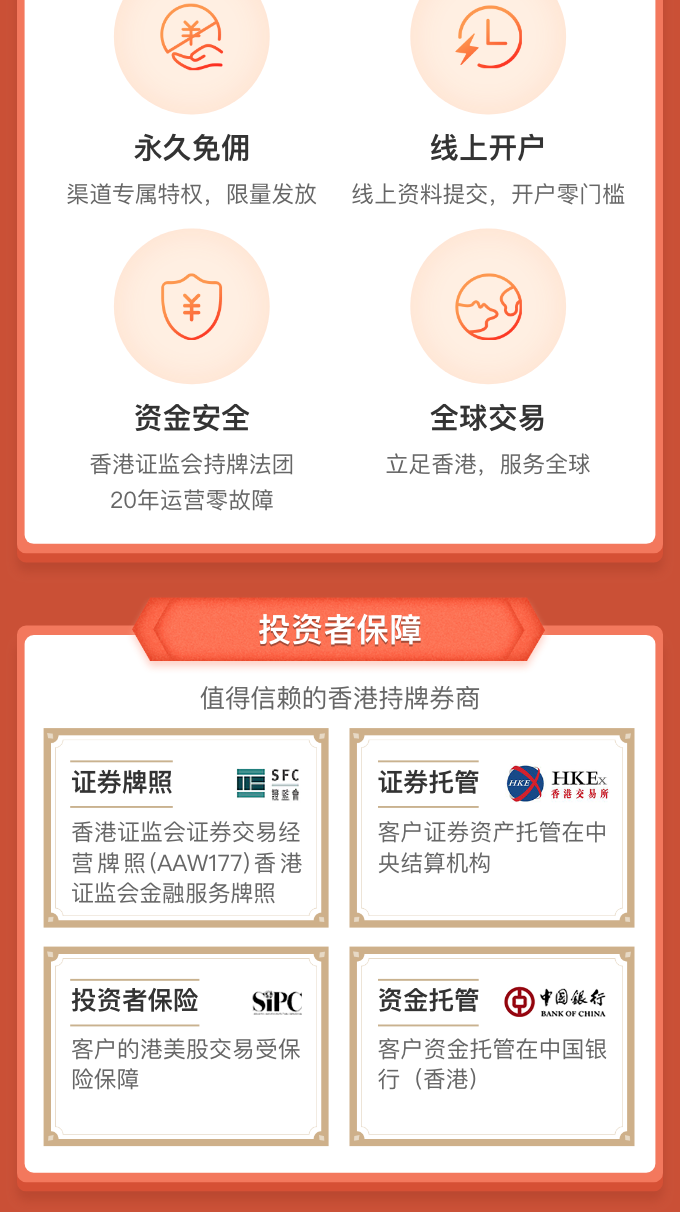 永久免佣
线上开户
渠道专属特权，限量发放
线上资料提交，开户零门槛
资金安全
全球交易
香港证监会持牌法团
20年运营零故障
立足香港，服务全球
投资者保障
值得信赖的香港持牌券商
证券牌照
SFC
證監會
香港证监会证券交易经
营牌照(AAW177)香港
证监会金融服务牌照
证券托管
HKEX
HKEx
香港交易所
客户证券资产托管在中
央结算机构
投资者保险
SiPC
客户的港美股交易受保
险保障
资金托管
中国銀行
BANK OF CHINA
客户资金托管在中国银
行（香港）